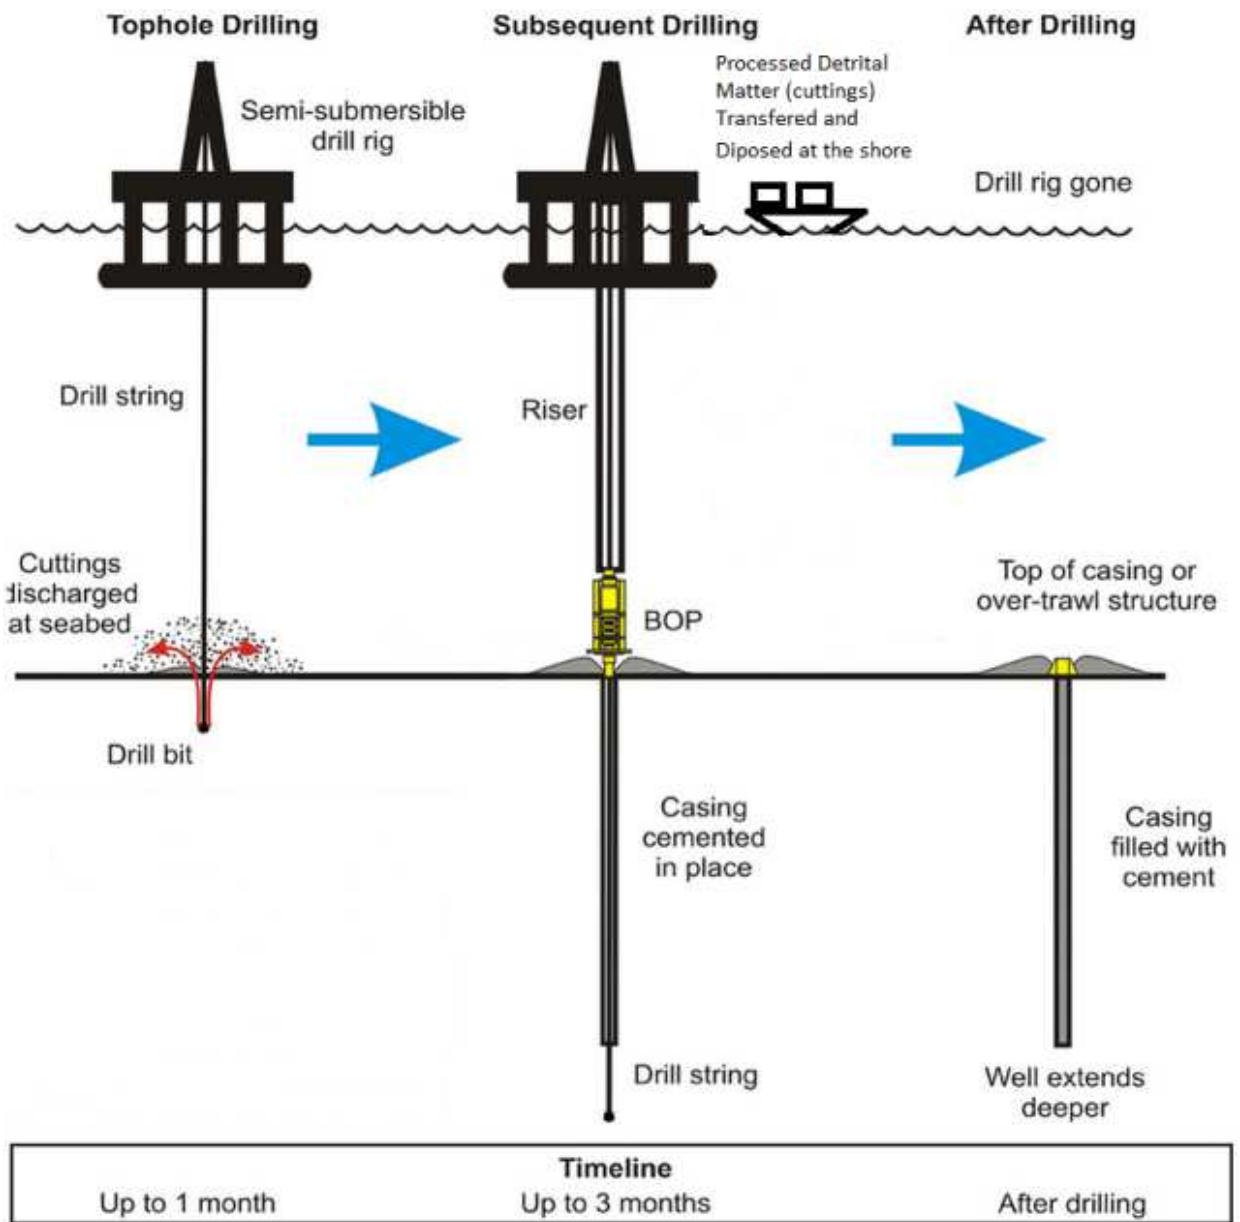 Tophole Drilling
Subsequent Drilling
After Drilling
Semi-submersible
drill rig
Processed Detrital
Matter (cuttings)
Transfered and
Diposed at the shore
Drill rig gone
Drill string
Riser
Cuttings
discharged
at seabed
BOP
Top of casing or
over-trawl structure
Drill bit
Casing
cemented
in place
Casing
filled with
cement
Drill string
Well extends
deeper
Timeline
Up to 1 month
Up to 3 months
After drilling